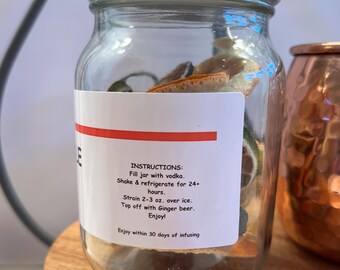 E
INSTRUCTIONS:
Fill jar with vodka.
Shake & refrigerate for 24+
hours.
Strain 2-3 oz. over ice.
Top off with Ginger beer.
Enjoy!
Enjoy within 30 days of infusing